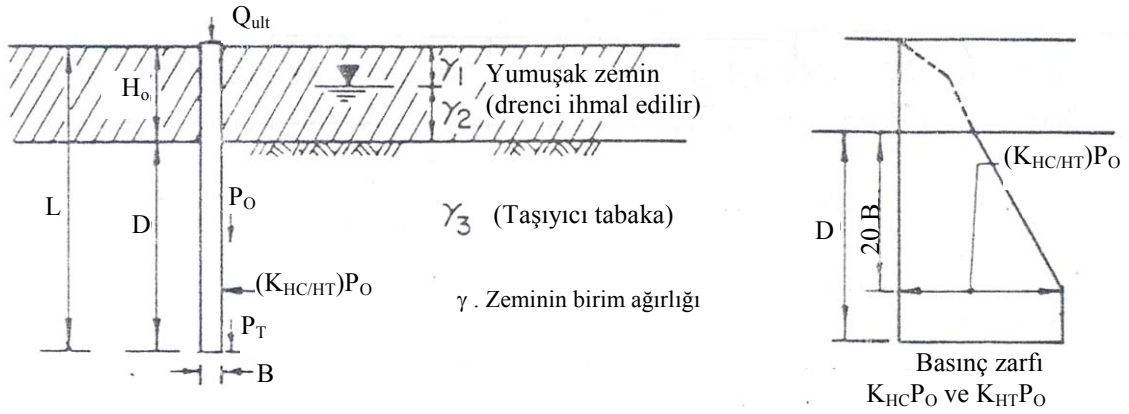 Q_ult
H_o
γ1
Yumuşak zemin
(drenci ihmal edilir)
γ2
L
D
P_O
γ3 (Taşıyıcı tabaka)
(K_HC/HT)P_O
γ . Zeminin birim ağırlığı
P_T
B
(K_HC/HT)P_O
D
20 B
Basınç zarfı
K_HCP_O ve K_HTP_O